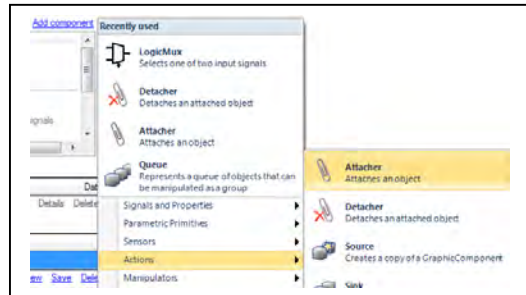 Add component
Recently used
LogicMux
Selects one of two input signals
Detacher
Detaches an attached object
Attacher
Attaches an object
Queue
Represents a queue of objects that can
be manipulated as a group
Signals and Properties
Parametric Primitives
Sensors
Actions
Manipulators
Attacher
Attaches an object
Detacher
Detaches an attached object
Source
Creates a copy of a GraphicComponent
Sink
Details Delete
Save